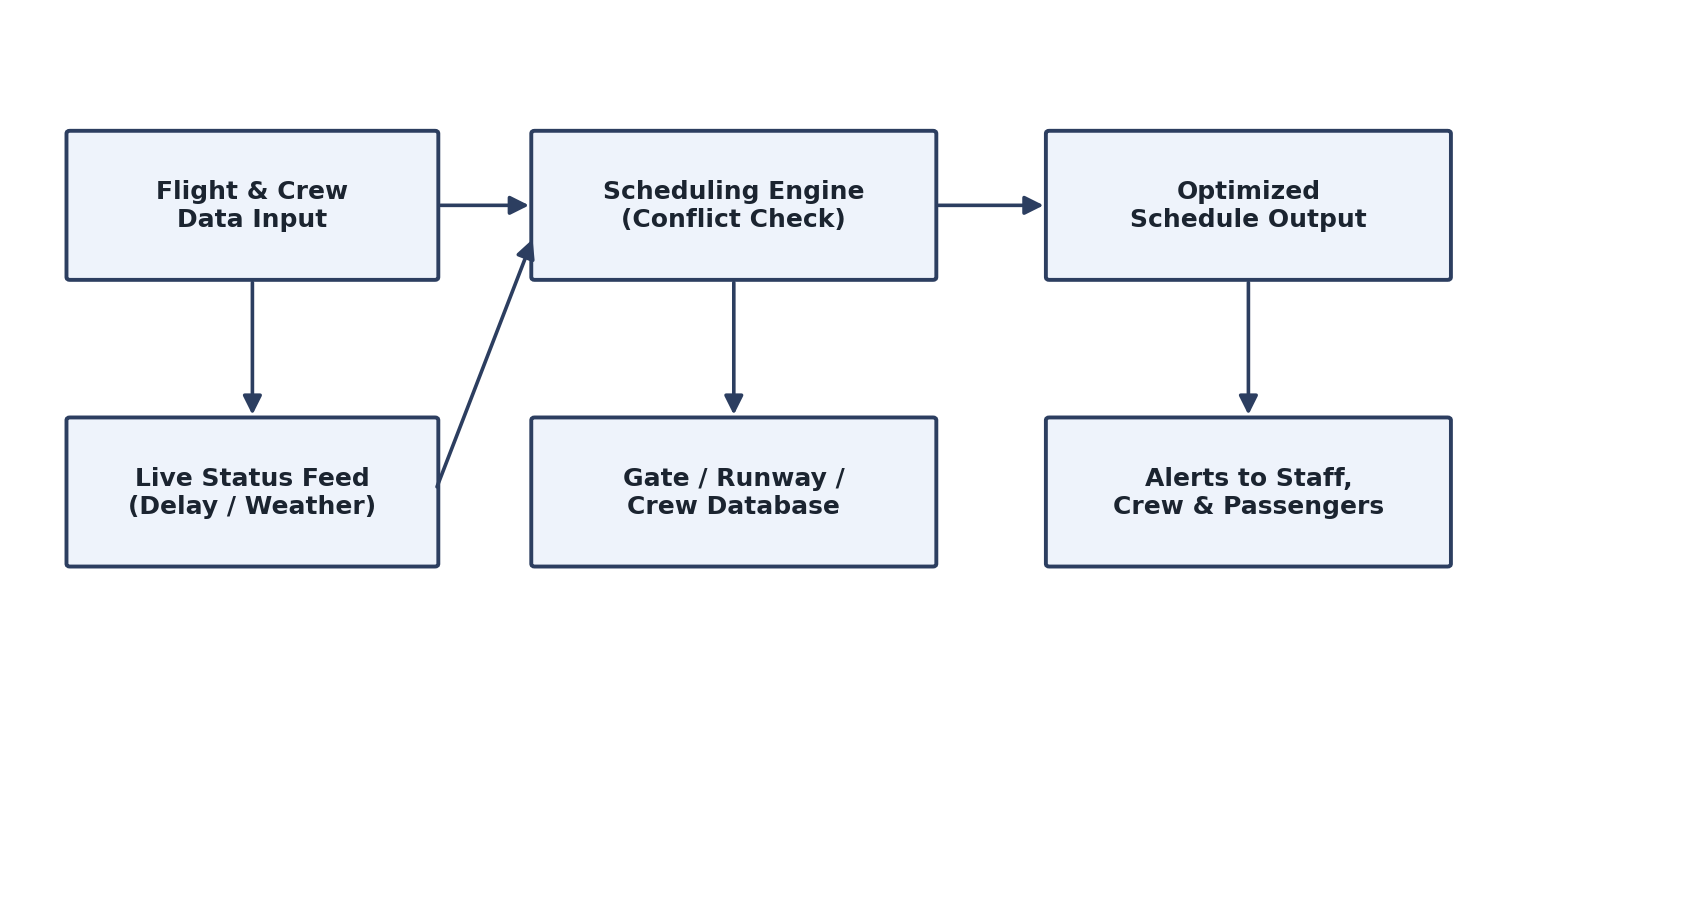 Flight & Crew
Data Input
Scheduling Engine
(Conflict Check)
Optimized
Schedule Output
Live Status Feed
(Delay / Weather)
Gate / Runway /
Crew Database
Alerts to Staff,
Crew & Passengers